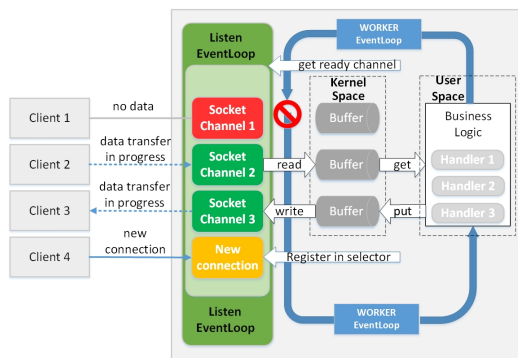 Listen
EventLoop
WORKER
EventLoop
get ready channel
Kernel
Space
User
Space
Client 1
no data
Socket
Channel 1
Buffer
Business
Logic
Client 2
data transfer
in progress
Socket
Channel 2
read
Buffer
get
Handler 1
Handler 2
Client 3
data transfer
in progress
Socket
Channel 3
write
Buffer
put
Handler 3
Client 4
new
connection
New
connection
Register in selector
Listen
EventLoop
WORKER
EventLoop